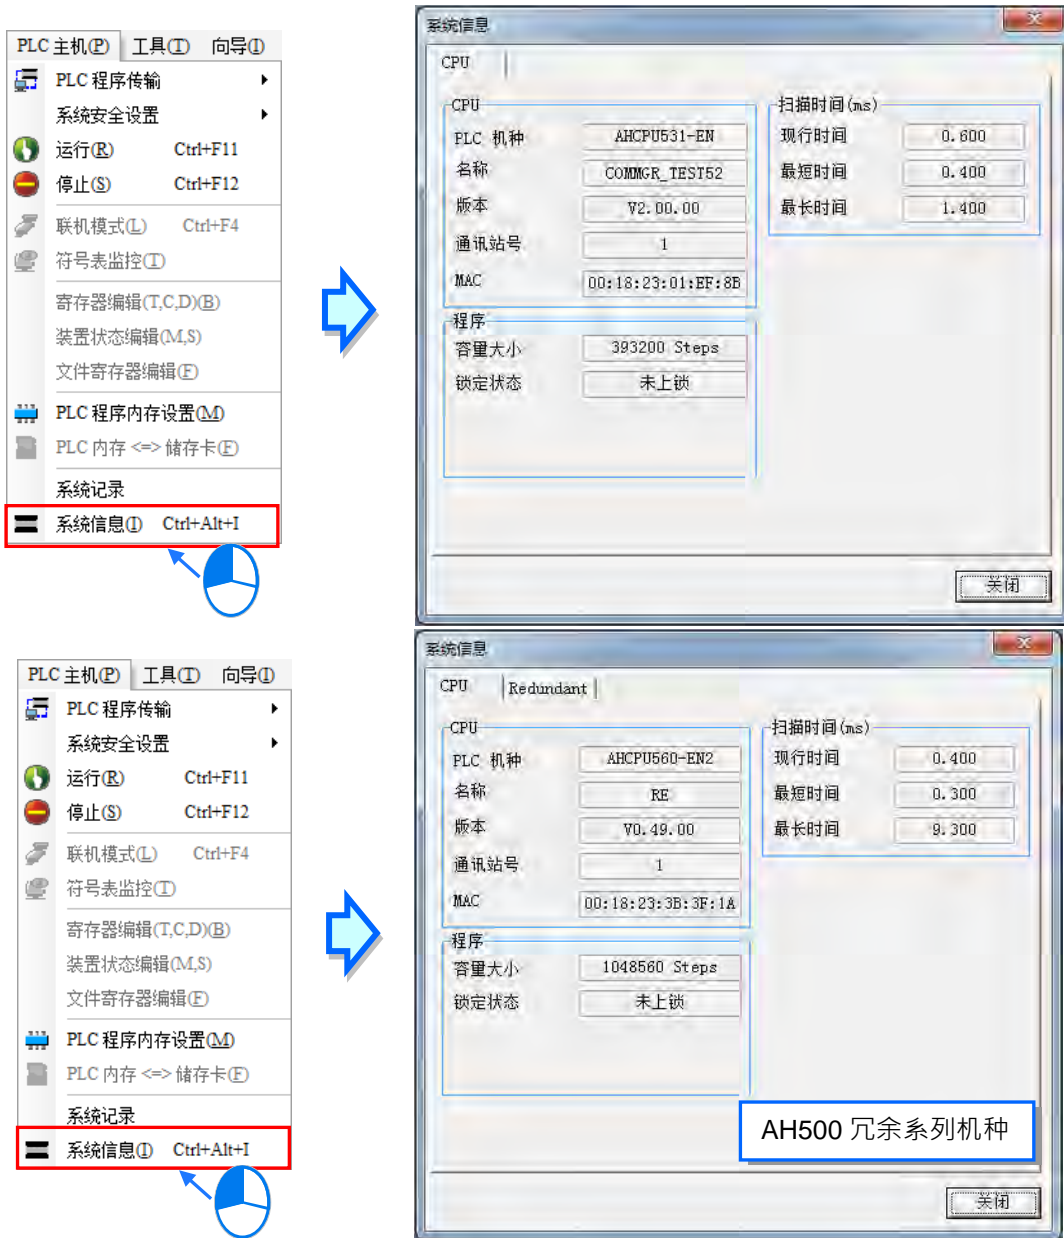 PLC 主机(P) 工具(T) 向导(I)
PLC 程序传输
系统安全设置
运行(R) Ctrl+F11
停止(S) Ctrl+F12
联机模式(L) Ctrl+F4
符号表监控(T)
寄存器编辑(T,C,D)(B)
装置状态编辑(M,S)
文件寄存器编辑(F)
PLC 程序内存设置(M)
PLC 内存 <=> 储存卡(F)
系统记录
系统信息(I) Ctrl+Alt+I
系统信息
CPU
CPU
PLC 机种 AHCPU531-EN
名称 COMMGR_TEST52
版本 V2.00.00
通讯站号 1
MAC 00:18:23:01:EF:8B
程序
容量大小 393200 Steps
锁定状态 未上锁
扫描时间(ms)
现行时间 0.600
最短时间 0.400
最长时间 1.400
关闭
PLC 主机(P) 工具(T) 向导(I)
PLC 程序传输
系统安全设置
运行(R) Ctrl+F11
停止(S) Ctrl+F12
联机模式(L) Ctrl+F4
符号表监控(T)
寄存器编辑(T,C,D)(B)
装置状态编辑(M,S)
文件寄存器编辑(F)
PLC 程序内存设置(M)
PLC 内存 <=> 储存卡(F)
系统记录
系统信息(I) Ctrl+Alt+I
系统信息
CPU Redundant
CPU
PLC 机种 AHCPU560-EN2
名称 RE
版本 V0.49.00
通讯站号 1
MAC 00:18:23:3B:3F:1A
程序
容量大小 1048560 Steps
锁定状态 未上锁
扫描时间(ms)
现行时间 0.400
最短时间 0.300
最长时间 9.300
AH500 冗余系列机种
关闭